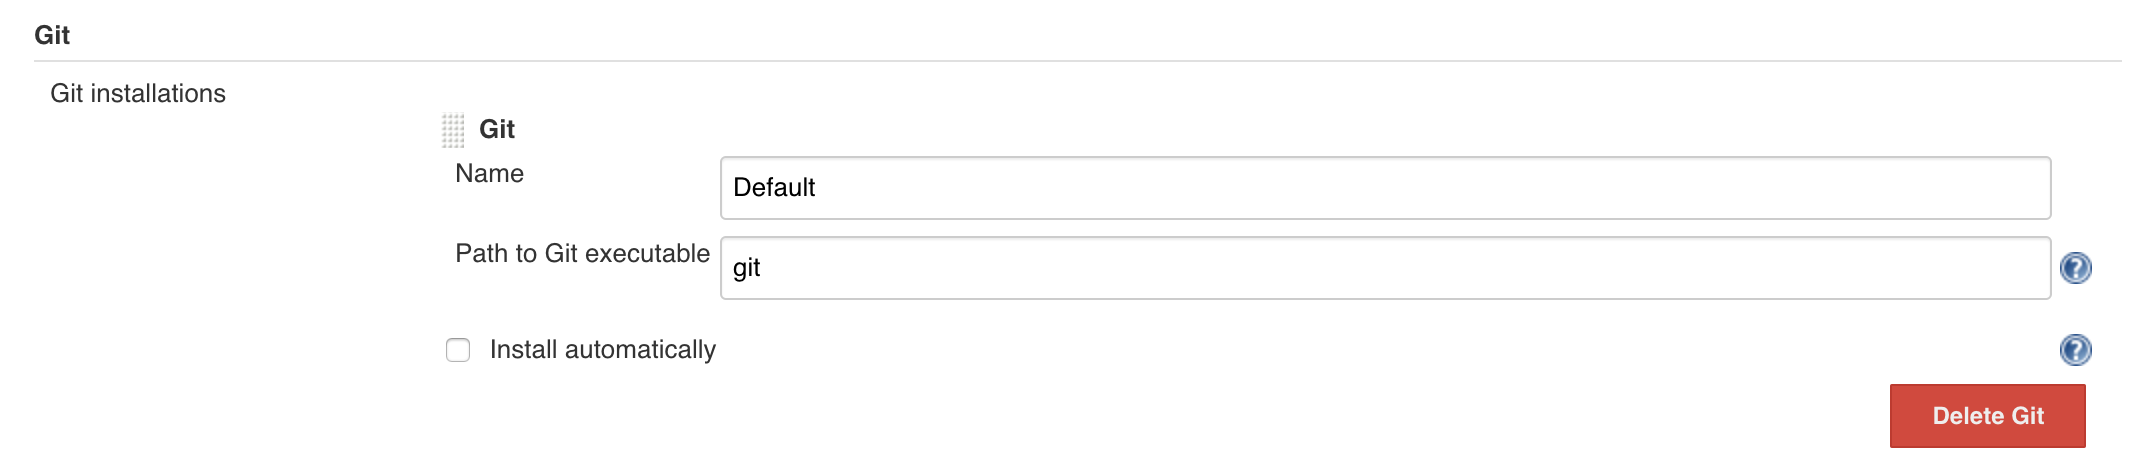 Git
Git installations
Git
Name
Default
Path to Git executable
git
?
Install automatically
?
Delete Git